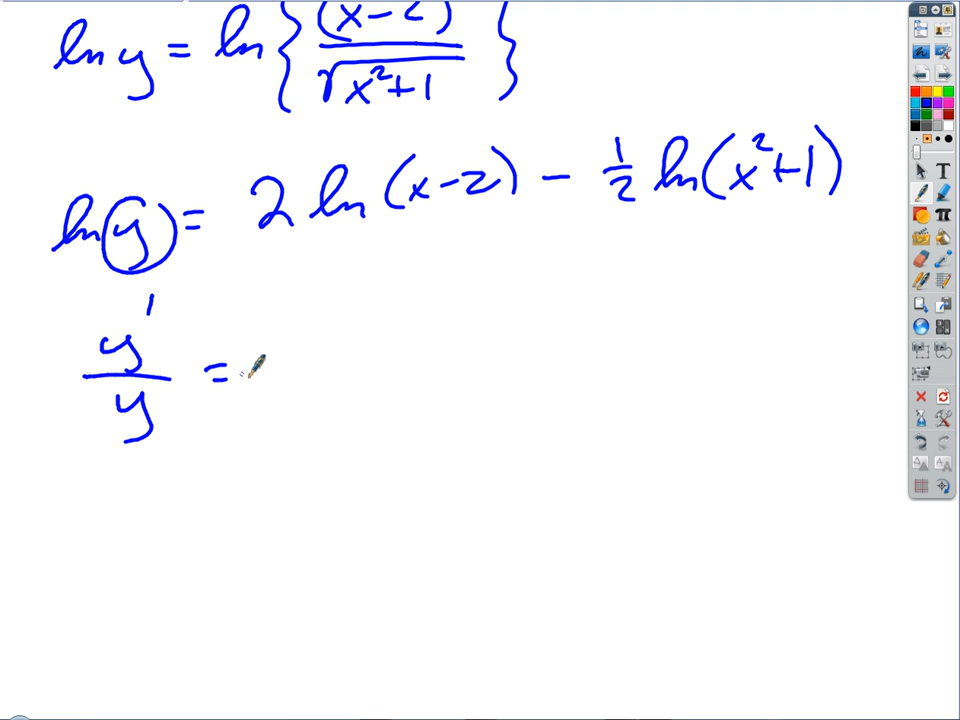 ln y = ln { (x-2) / √(x²+1) }
ln(y) = 2 ln(x-2) - 1/2 ln(x²+1)
y'/y =